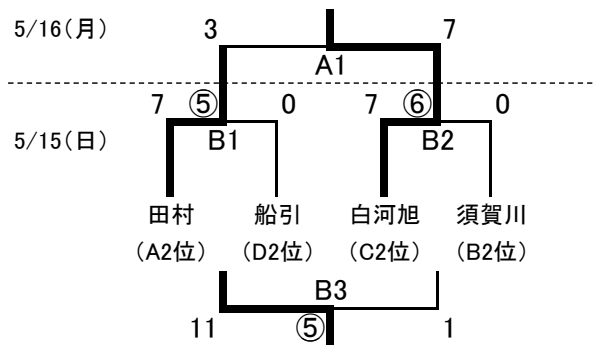 5/16(月) 3 7
A1
7 ⑤ 0 7 ⑥ 0
5/15(日) B1 B2
田村 船引 白河旭 須賀川
(A2位) (D2位) (C2位) (B2位)
B3
11 ⑤ 1